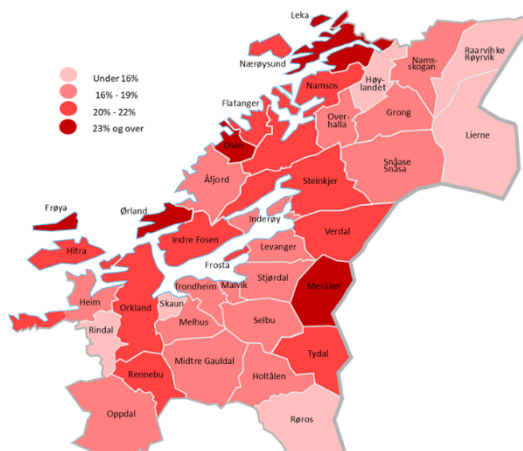 Leka
Nærøysund
Under 16%
16% - 19%
20% - 22%
23% og over
Raarvihke
Røyrvik
Nams-
skogan
Høy-
landet
Namsos
Flatanger
Over-
halla
Grong
Lierne
Osen
Snåase
Snåsa
Åfjord
Steinkjer
Frøya
Ørland
Inderøy
Verdal
Hitra
Indre Fosen
Levanger
Frosta
Stjørdal
Meråker
Heim
Orkland
Trondheim
Malvik
Skaun
Rindal
Melhus
Selbu
Midtre Gauldal
Tydal
Rennebu
Holtålen
Oppdal
Røros